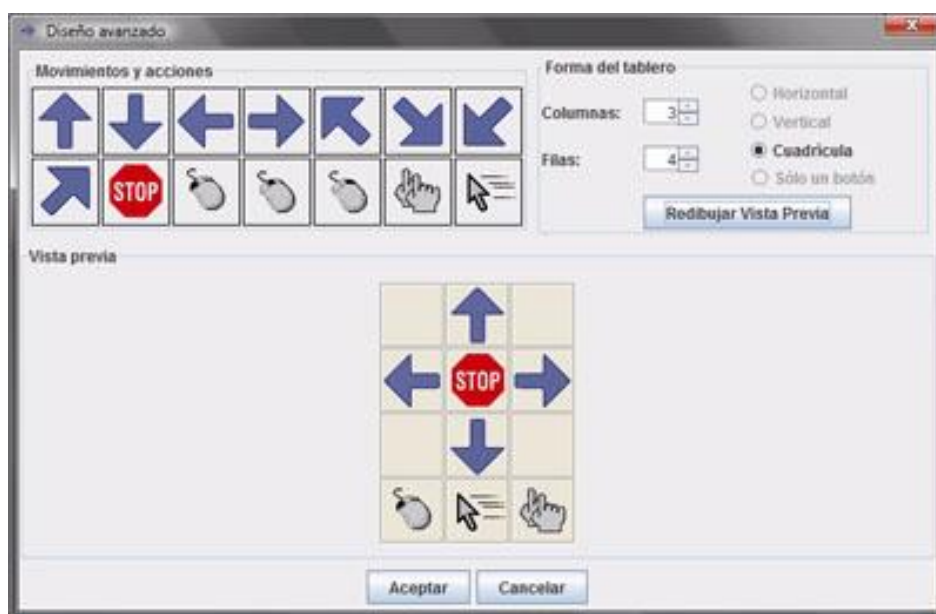 Diseño avanzado
Movimientos y acciones
STOP
Forma del tablero
Columnas: 3
Filas: 4
Horizontal
Vertical
Cuadrícula
Sólo un botón
Redibujar Vista Previa
Vista previa
STOP
Aceptar
Cancelar